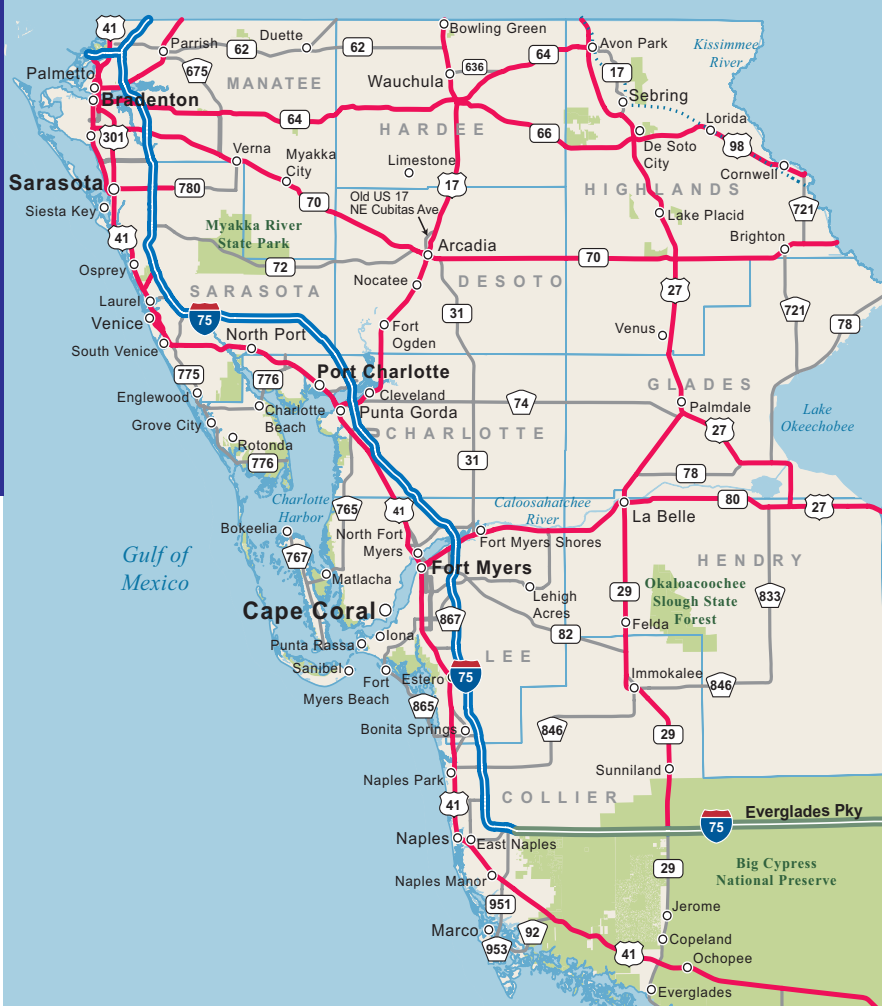 41
Bowling Green
Parrish
62
Duette
62
64
Avon Park
Kissimmee
River
675
636
17
Palmetto
MANATEE
Wauchula
Bradenton
Sebring
64
Lorida
301
HARDEE
66
De Soto
City
98
Verna
Myakka
City
Limestone
Cornwell
Sarasota
780
70
17
HIGHLANDS
Old US 17
NE Cubitas Ave
Siesta Key
721
Myakka River
State Park
Lake Placid
41
Arcadia
Brighton
70
Osprey
72
Nocatee
DESOTO
SARASOTA
27
Laurel
31
721
Venice
75
North Port
Fort
Ogden
Venus
78
South Venice
775
776
Port Charlotte
GLADES
Englewood
Cleveland
74
Palmdale
Charlotte
Beach
Punta Gorda
Lake
Okeechobee
Grove City
27
Rotonda
CHARLOTTE
776
31
78
Charlotte
Harbor
765
41
Caloosahatchee
River
80
27
La Belle
Bokeelia
North Fort
Myers
Fort Myers Shores
Gulf of
Mexico
767
HENDRY
Fort Myers
Matlacha
Okaloacoochee
Slough State
Forest
29
833
Lehigh
Acres
Cape Coral
867
Felda
82
Iona
Punta Rassa
LEE
Sanibel
Fort
Myers Beach
Estero
75
Immokalee
846
865
Bonita Springs
846
29
Sunniland
Naples Park
41
COLLIER
Everglades Pky
75
Naples
East Naples
Big Cypress
National Preserve
29
Naples Manor
951
Jerome
Marco
92
Copeland
953
41
Ochopee
Everglades